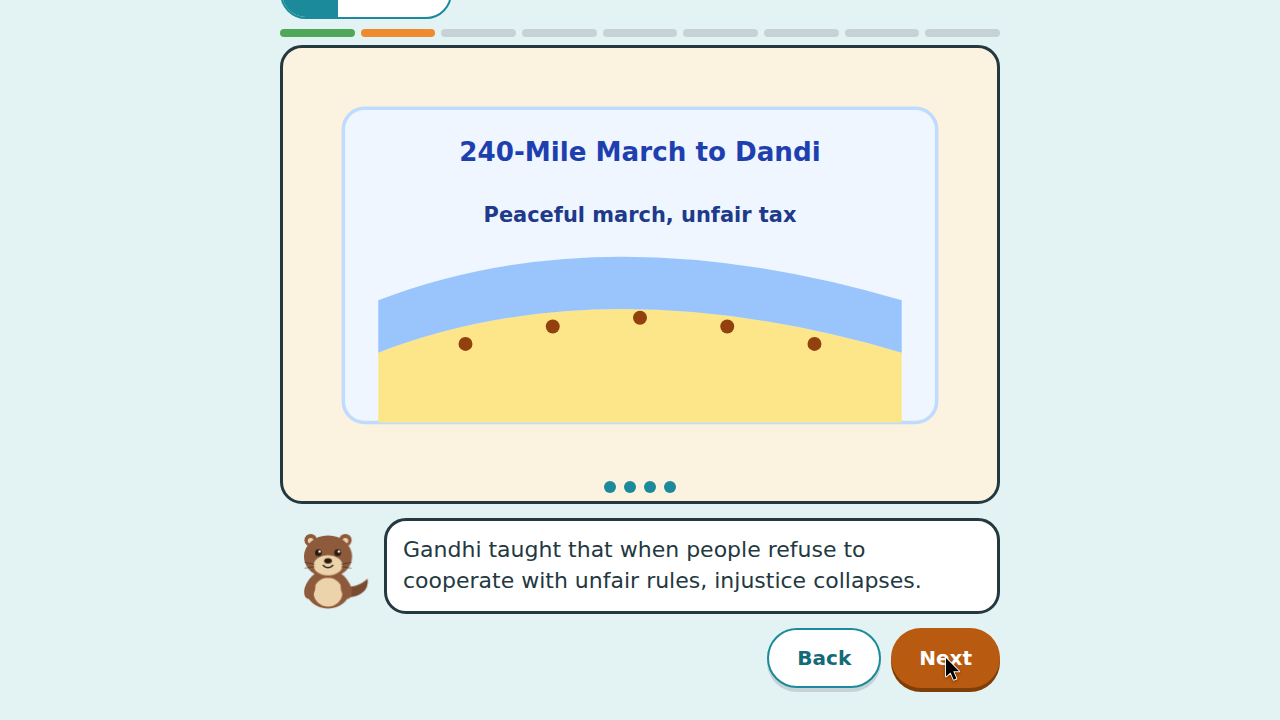 240-Mile March to Dandi
Peaceful march, unfair tax
Gandhi taught that when people refuse to
cooperate with unfair rules, injustice collapses.
Back
Next